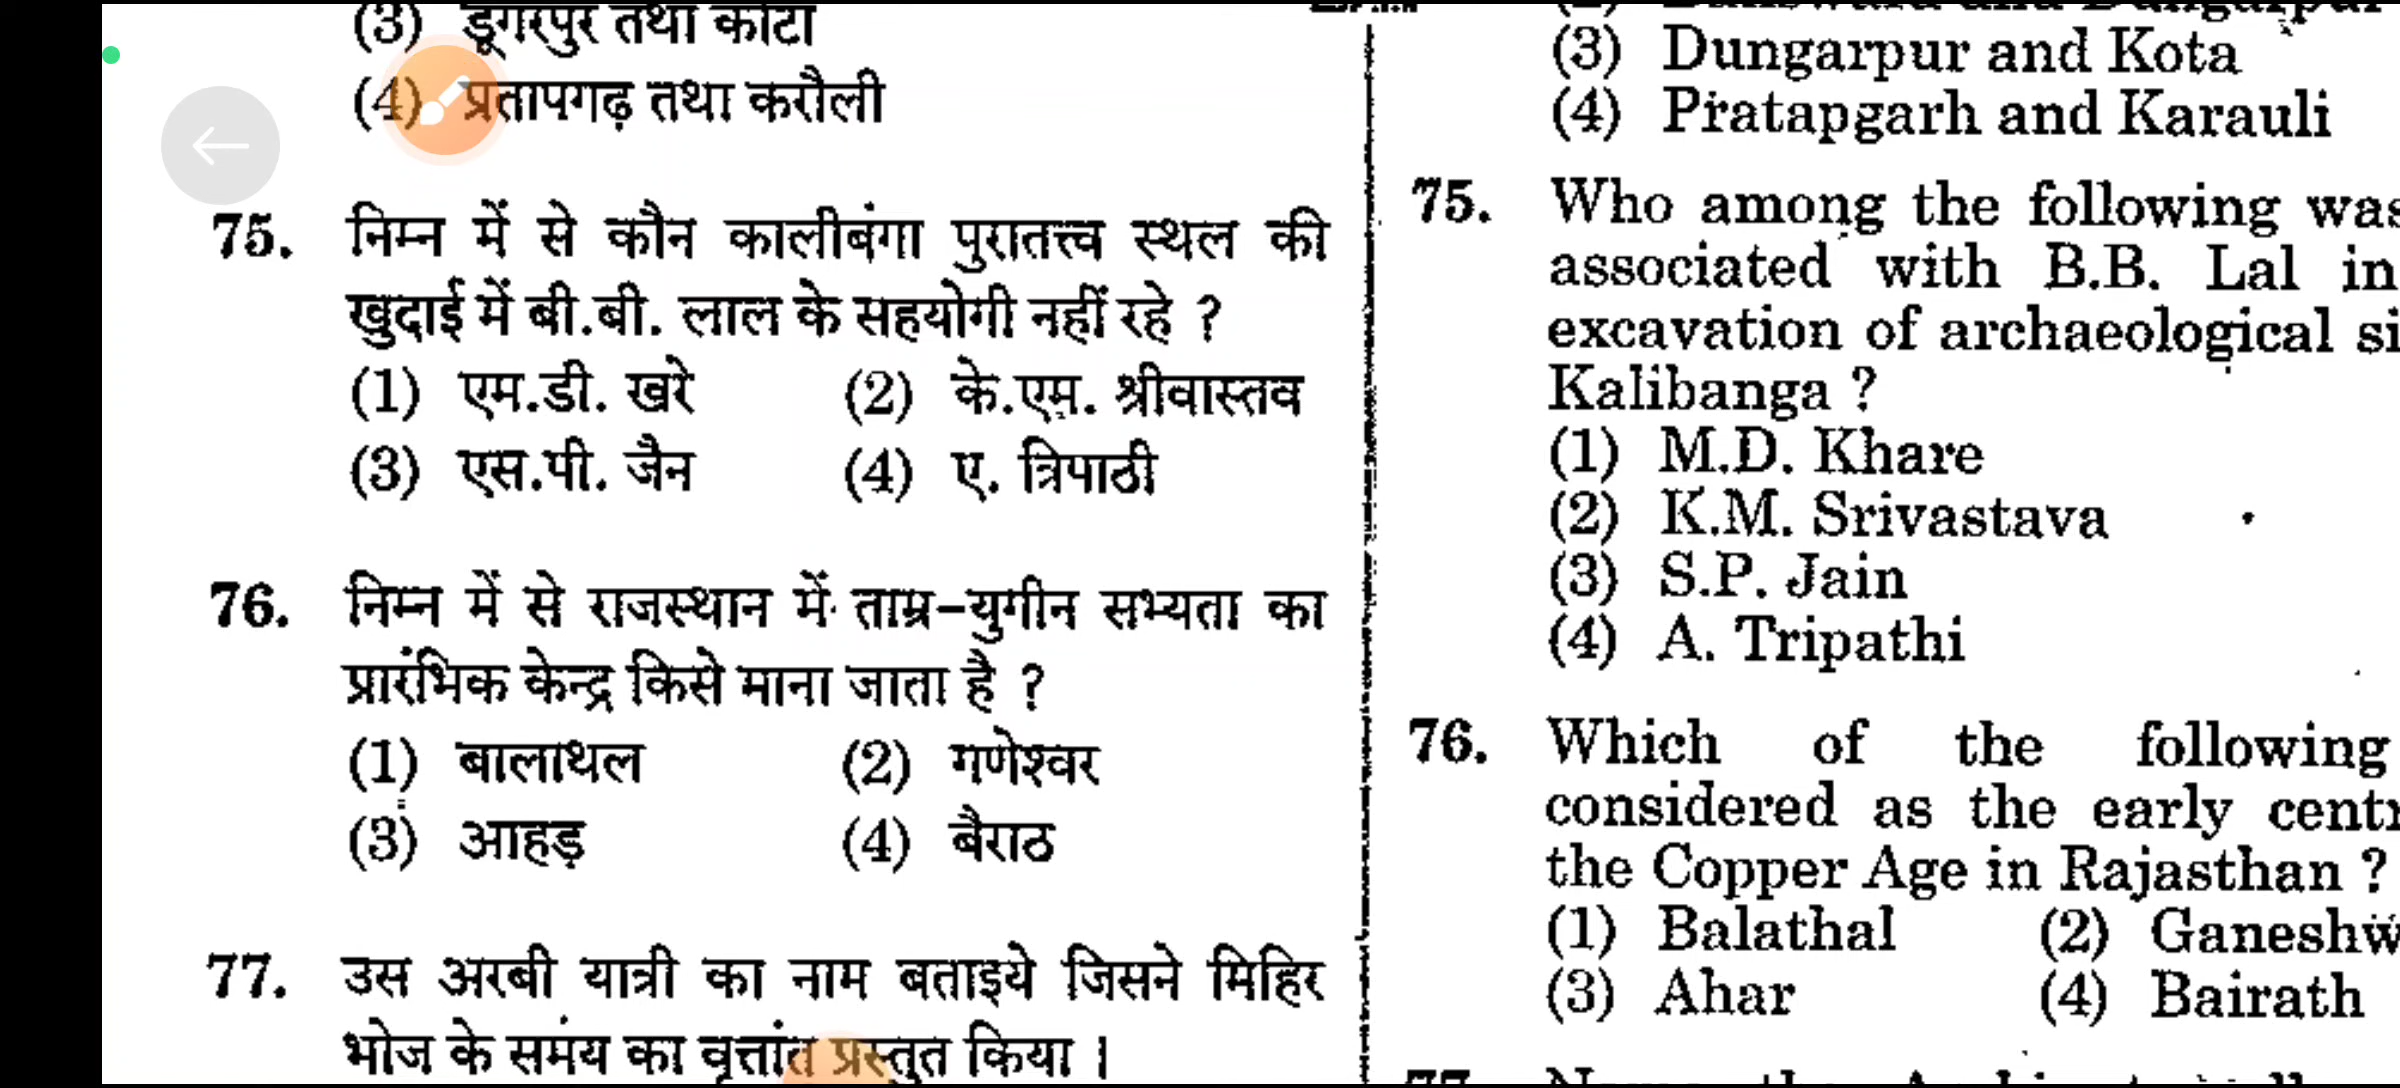 (3) डूंगरपुर तथा कोटा
(4) प्रतापगढ़ तथा करौली
75. निम्न में से कौन कालीबंगा पुरातत्त्व स्थल की
खुदाई में बी.बी. लाल के सहयोगी नहीं रहे ?
(1) एम.डी. खरे (2) के.एम. श्रीवास्तव
(3) एस.पी. जैन (4) ए. त्रिपाठी
76. निम्न में से राजस्थान में ताम्र-युगीन सभ्यता का
प्रारंभिक केन्द्र किसे माना जाता है ?
(1) बालाथल (2) गणेश्वर
(3) आहड़ (4) बैराठ
77. उस अरबी यात्री का नाम बताइये जिसने मिहिर
भोज के समय का वृत्तांत प्रस्तुत किया ।
(3) Dungarpur and Kota
(4) Pratapgarh and Karauli
75. Who among the following was
associated with B.B. Lal in
excavation of archaeological si
Kalibanga ?
(1) M.D. Khare
(2) K.M. Srivastava
(3) S.P. Jain
(4) A. Tripathi
76. Which of the following
considered as the early centr
the Copper Age in Rajasthan ?
(1) Balathal (2) Ganeshw
(3) Ahar (4) Bairath